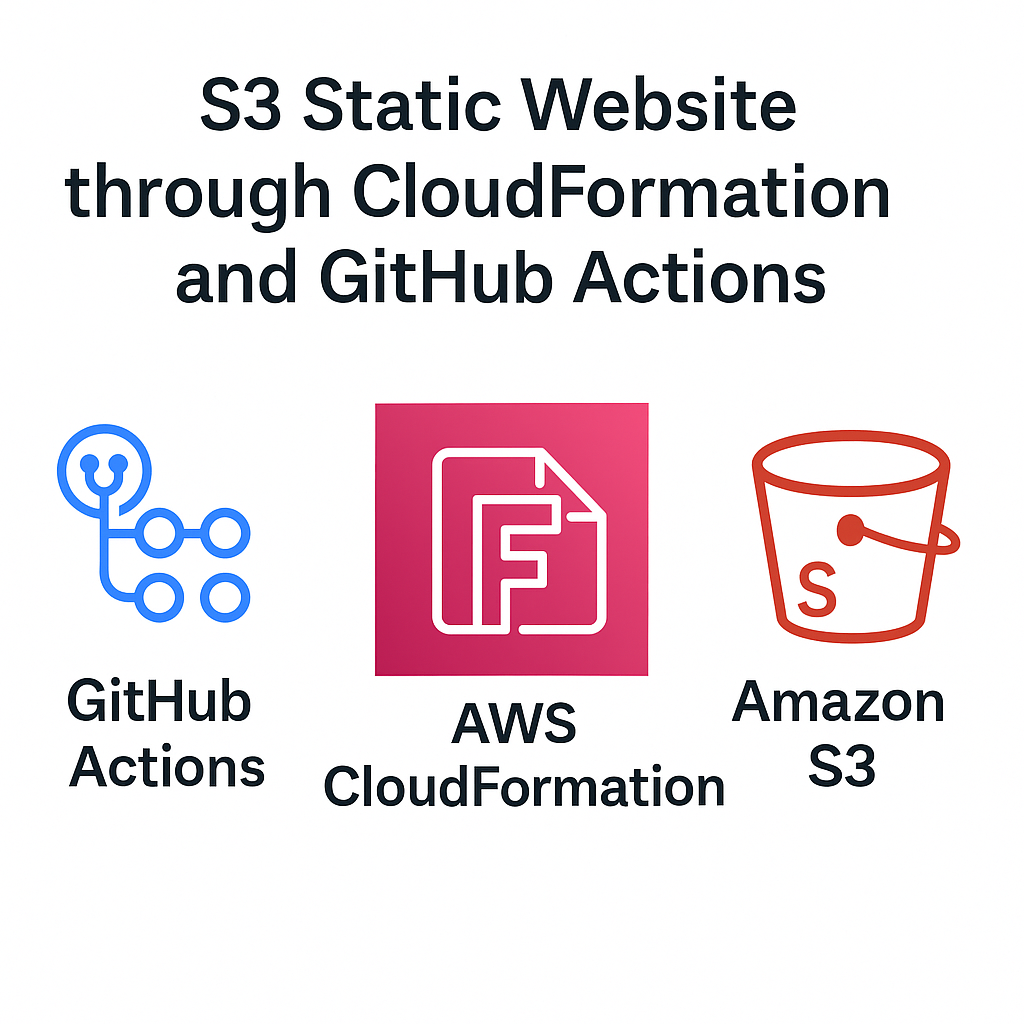 S3 Static Website
through CloudFormation
and GitHub Actions
F
S
GitHub
Actions
AWS
CloudFormation
Amazon
S3